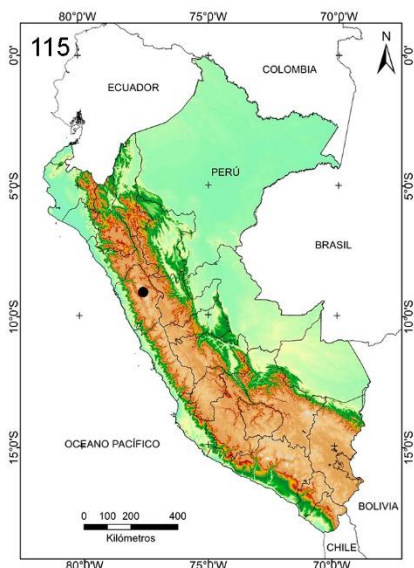 80°0'W 75°0'W 70°0'W
115
N
0°
0°
ECUADOR
COLOMBIA
PERÚ
5°0'S
5°0'S
BRASIL
10°0'S
10°0'S
OCEANO PACÍFICO
15°0'S
15°0'S
BOLIVIA
0 100 200 400
Kilómetros
CHILE
80°0'W 75°0'W 70°0'W